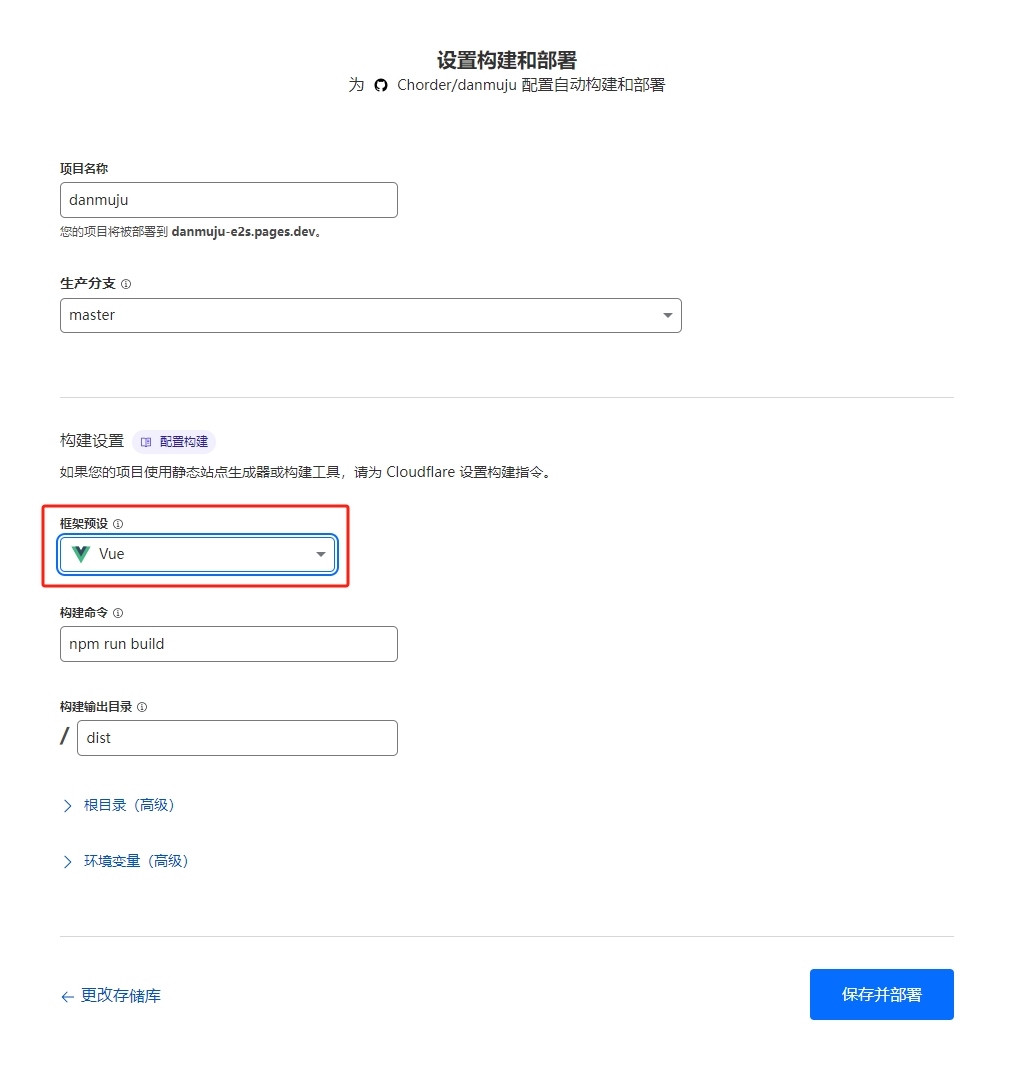 设置构建和部署
为 Chorder/danmuju 配置自动构建和部署
项目名称
danmuju
您的项目将被部署到 danmuju-e2s.pages.dev。
生产分支
master
构建设置 配置构建
如果您的项目使用静态站点生成器或构建工具，请为 Cloudflare 设置构建指令。
框架预设
Vue
构建命令
npm run build
构建输出目录
/ dist
根目录（高级）
环境变量（高级）
更改存储库 保存并部署